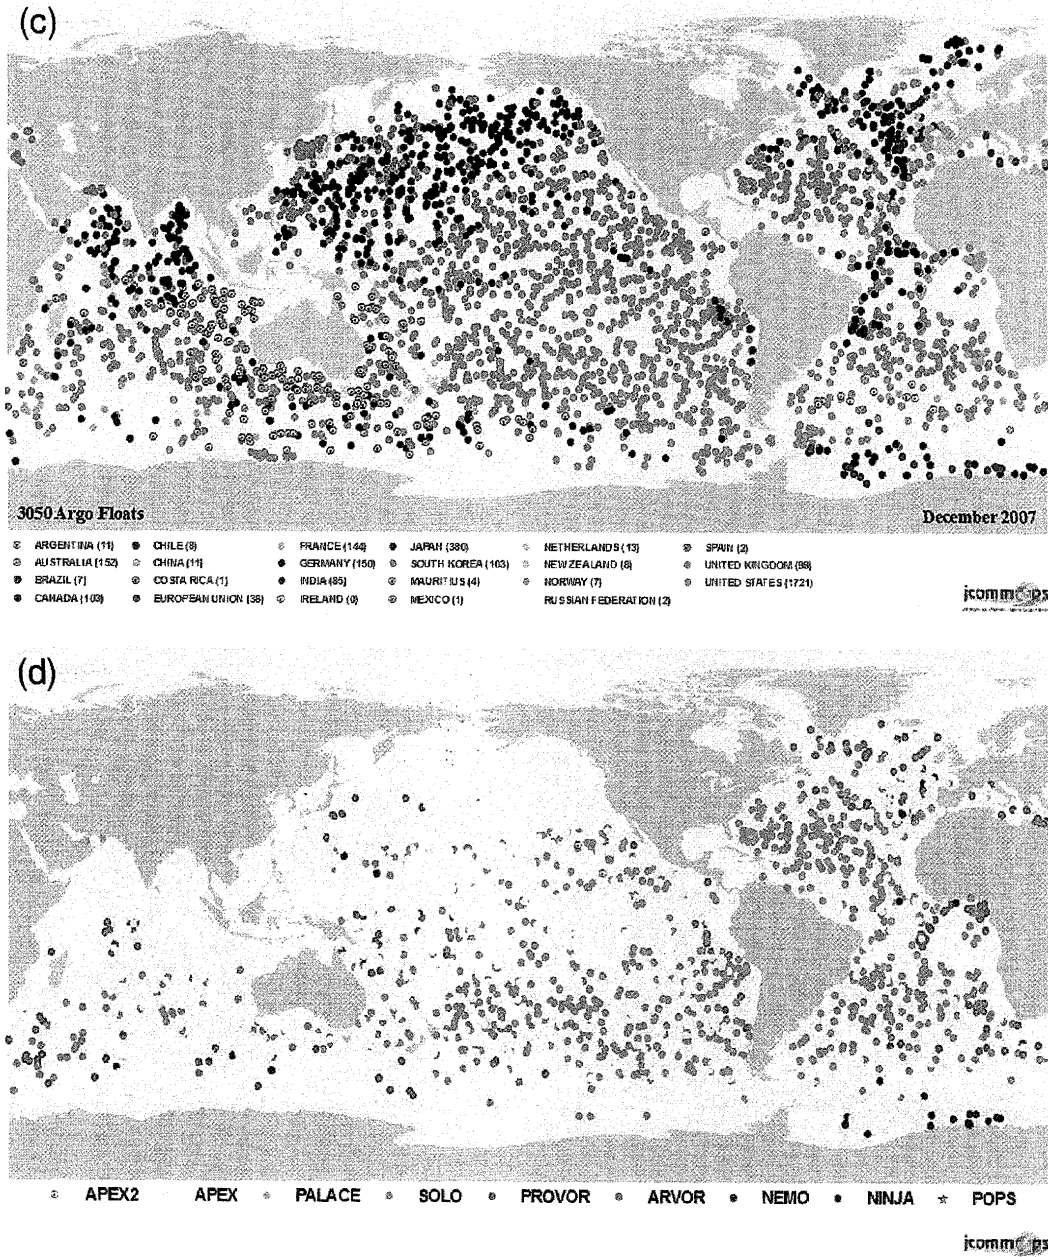 (c)
3050 Argo Floats
December 2007
ARGENTINA (11) CHILE (8) FRANCE (144) JAPAN (380) NETHERLANDS (13) SPAIN (2)
AUSTRALIA (152) CHINA (11) GERMANY (150) SOUTH KOREA (103) NEW ZEALAND (8) UNITED KINGDOM (98)
BRAZIL (7) COSTA RICA (1) INDIA (85) MAURITIUS (4) NORWAY (7) UNITED STATES (1721)
CANADA (103) EUROPEAN UNION (36) IRELAND (0) MEXICO (1) RUSSIAN FEDERATION (2)
jcommops
(d)
APEX2 APEX PALACE SOLO PROVOR ARVOR NEMO NINJA POPS
jcommops